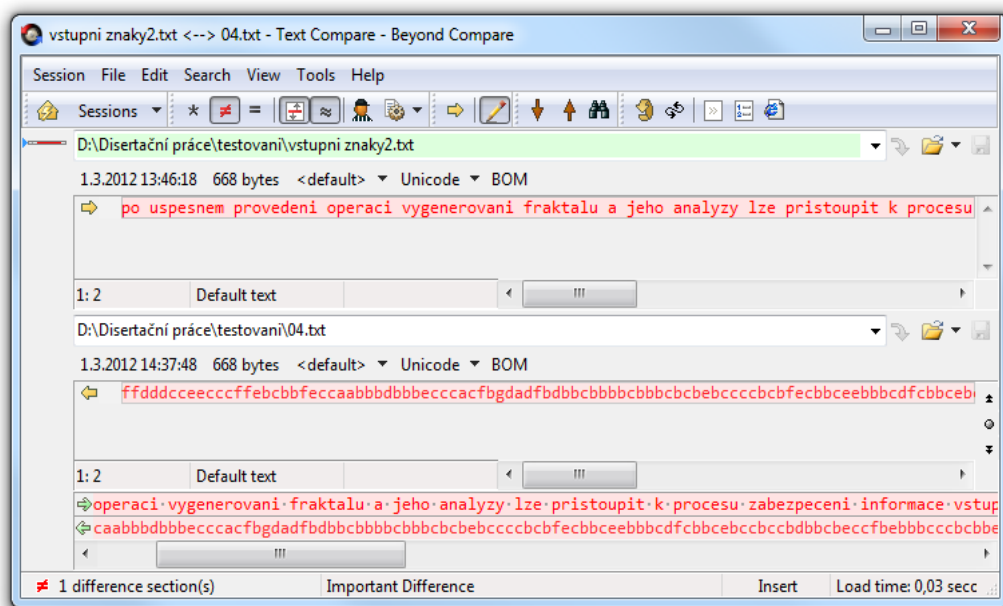 vstupni znaky2.txt <--> 04.txt - Text Compare - Beyond Compare
Session File Edit Search View Tools Help
Sessions
D:\Disertační práce\testovani\vstupni znaky2.txt
1.3.2012 13:46:18 668 bytes <default> Unicode BOM
po uspesnem provedeni operaci vygenerovani fraktalu a jeho analyzy lze pristoupit k procesu
1: 2 Default text
D:\Disertační práce\testovani\04.txt
1.3.2012 14:37:48 668 bytes <default> Unicode BOM
ffdddcceecccffebcbbfeccaabbbdbbbecccacfbgdadfbdbbcbbbbcbbbcbcbebccccbcbfecbbceebbbcdfcbbceb
1: 2 Default text
operaci·vygenerovani·fraktalu·a·jeho·analyzy·lze·pristoupit·k·procesu·zabezpeceni·informace·vstup
caabbbdbbbecccacfbgdadfbdbbcbbbbcbbbcbcbebccccbcbfecbbceebbbcdfcbbcebccbccbdbbcbeccfbebbbcccbcbbe
1 difference section(s) Important Difference Insert Load time: 0,03 secc